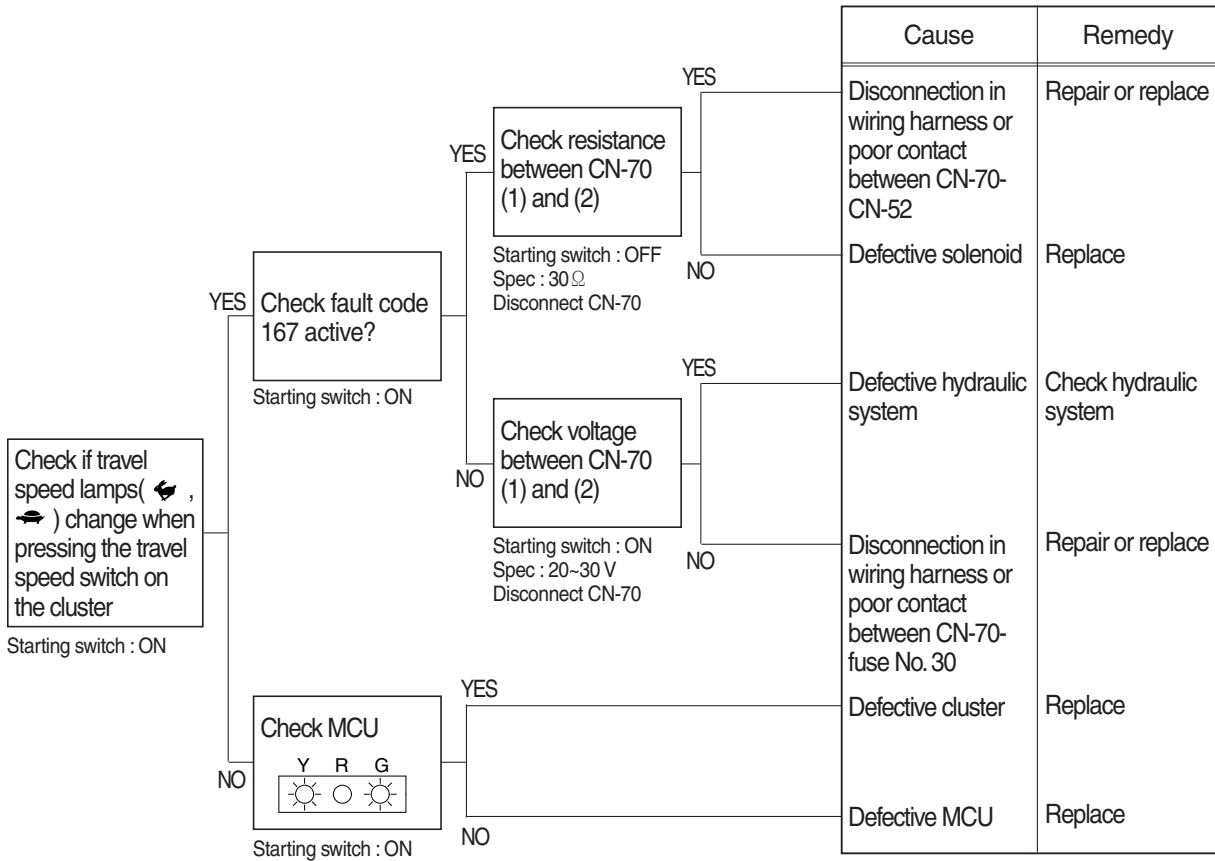 Cause
Remedy
YES
Disconnection in
wiring harness or
poor contact
between CN-70-
CN-52
Repair or replace
YES
Check resistance
between CN-70
(1) and (2)
Starting switch : OFF
Spec : 30Ω
Disconnect CN-70
NO
Defective solenoid
Replace
YES
Check fault code
167 active?
Starting switch : ON
YES
Defective hydraulic
system
Check hydraulic
system
NO
Check voltage
between CN-70
(1) and (2)
Starting switch : ON
Spec : 20~30 V
Disconnect CN-70
NO
Disconnection in
wiring harness or
poor contact
between CN-70-
fuse No. 30
Repair or replace
Check if travel
speed lamps( ,
) change when
pressing the travel
speed switch on
the cluster
Starting switch : ON
YES
Defective cluster
Replace
NO
Check MCU
Y R G
Starting switch : ON
NO
Defective MCU
Replace